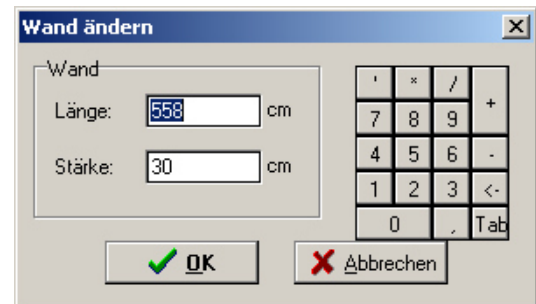 Wand ändern
Wand
Länge: 558 cm
Stärke: 30 cm
' * / +
7 8 9
4 5 6 -
1 2 3 <-
0 , Tab
OK Abbrechen